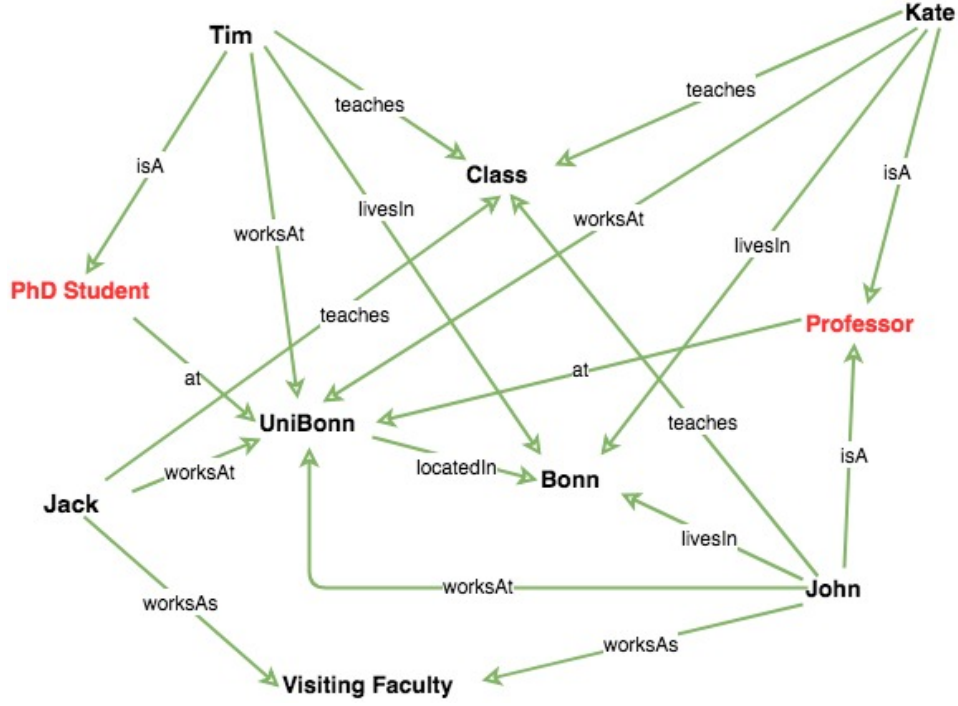 Kate
Tim
teaches
teaches
isA
isA
Class
livesIn
worksAt
worksAt
livesIn
PhD Student
teaches
Professor
at
at
UniBonn
teaches
isA
locatedIn
worksAt
Bonn
Jack
livesIn
worksAt
John
worksAs
worksAs
Visiting Faculty